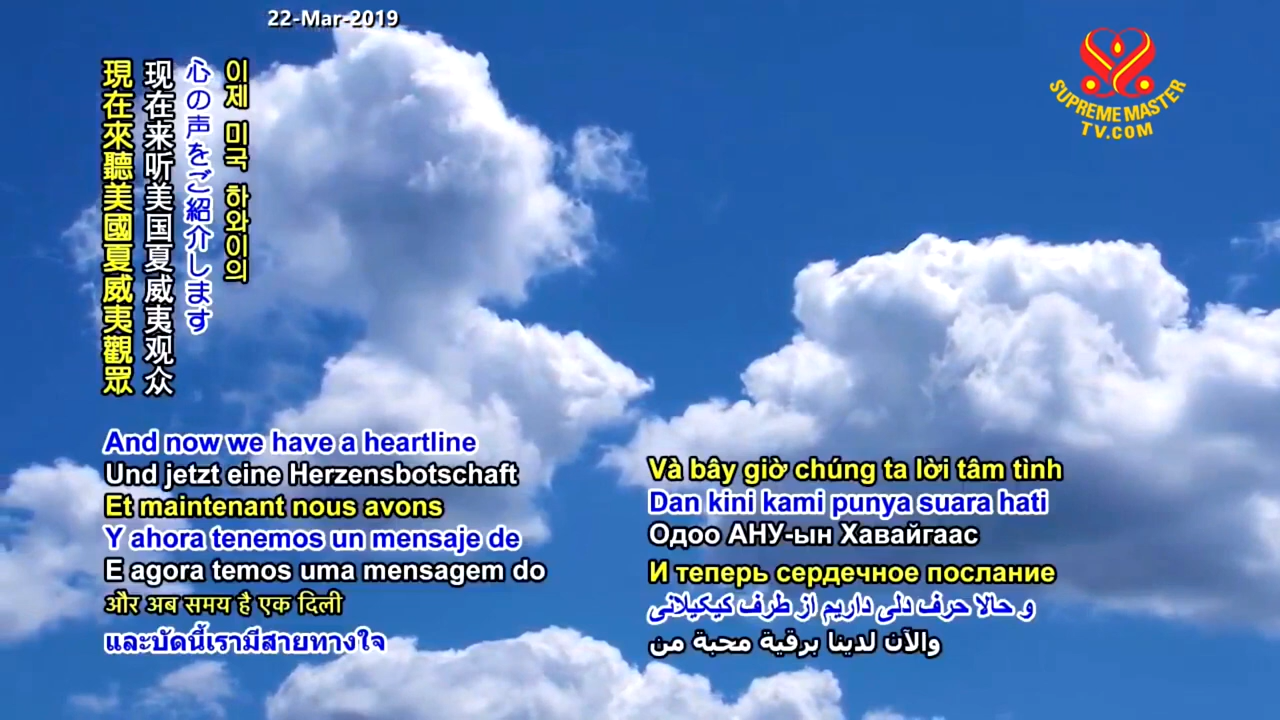 22-Mar-2019
SUPREME MASTER
TV.COM
이제 미국 하와이의
心の声をご紹介します
现在来听美国夏威夷观众
現在來聽美國夏威夷觀眾
And now we have a heartline
Und jetzt eine Herzensbotschaft
Et maintenant nous avons
Y ahora tenemos un mensaje de
E agora temos uma mensagem do
और अब समय है एक दिली
และบัดนี้เรามีสายทางใจ
Và bây giờ chúng ta lời tâm tình
Dan kini kami punya suara hati
Одоо АНУ-ын Хавайгаас
И теперь сердечное послание
و حالا حرف دلی داریم از طرف کیکیلانی
والآن لدينا برقية محبة من